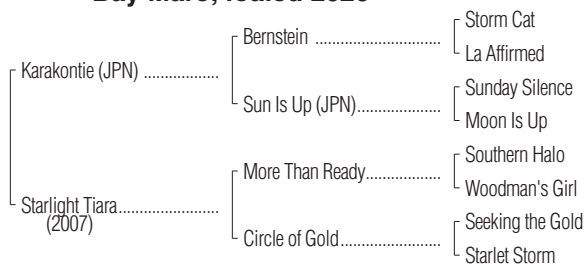 Bay Mare; foaled 2020
Storm Cat
Bernstein ................................
La Affirmed
Karakontie (JPN) ...................
Sunday Silence
Sun Is Up (JPN).....................
Moon Is Up
Southern Halo
More Than Ready...................
Woodman's Girl
Starlight Tiara.........................
(2007)
Seeking the Gold
Circle of Gold.........................
Starlet Storm